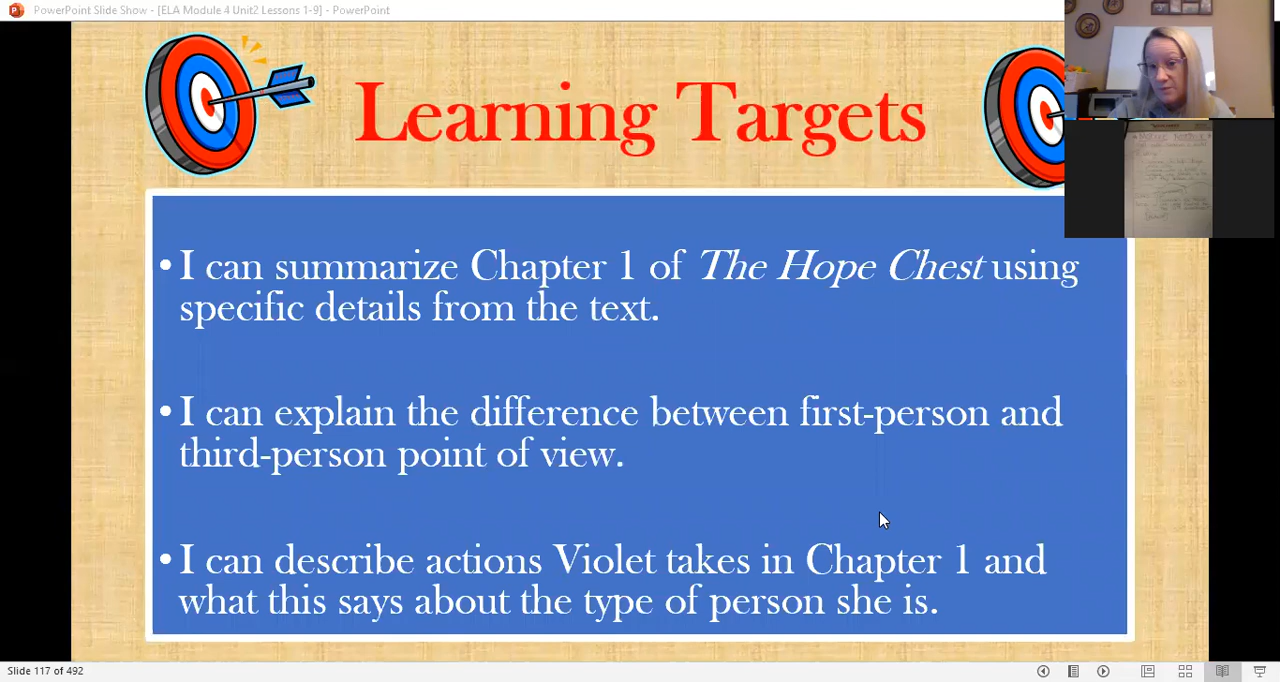 PowerPoint Slide Show - [ELA Module 4 Unit2 Lessons 1-9] - PowerPoint
Learning Targets
• I can summarize Chapter 1 of The Hope Chest using
specific details from the text.
• I can explain the difference between first-person and
third-person point of view.
• I can describe actions Violet takes in Chapter 1 and
what this says about the type of person she is.
Slide 117 of 492